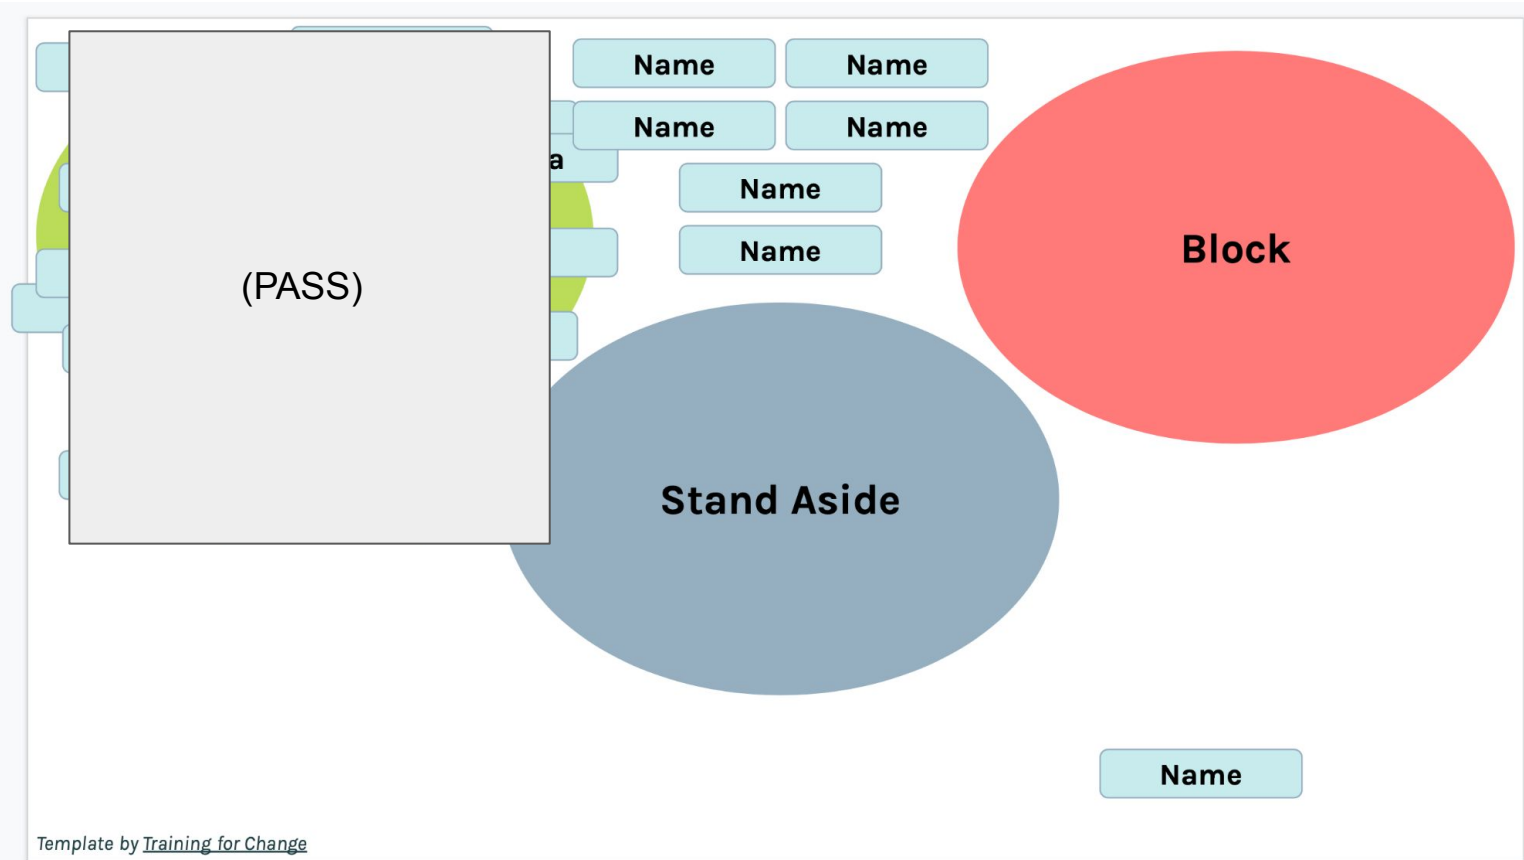 Name Name
Name Name
a
Name
Name
Block
(PASS)
Stand Aside
Name
Template by Training for Change